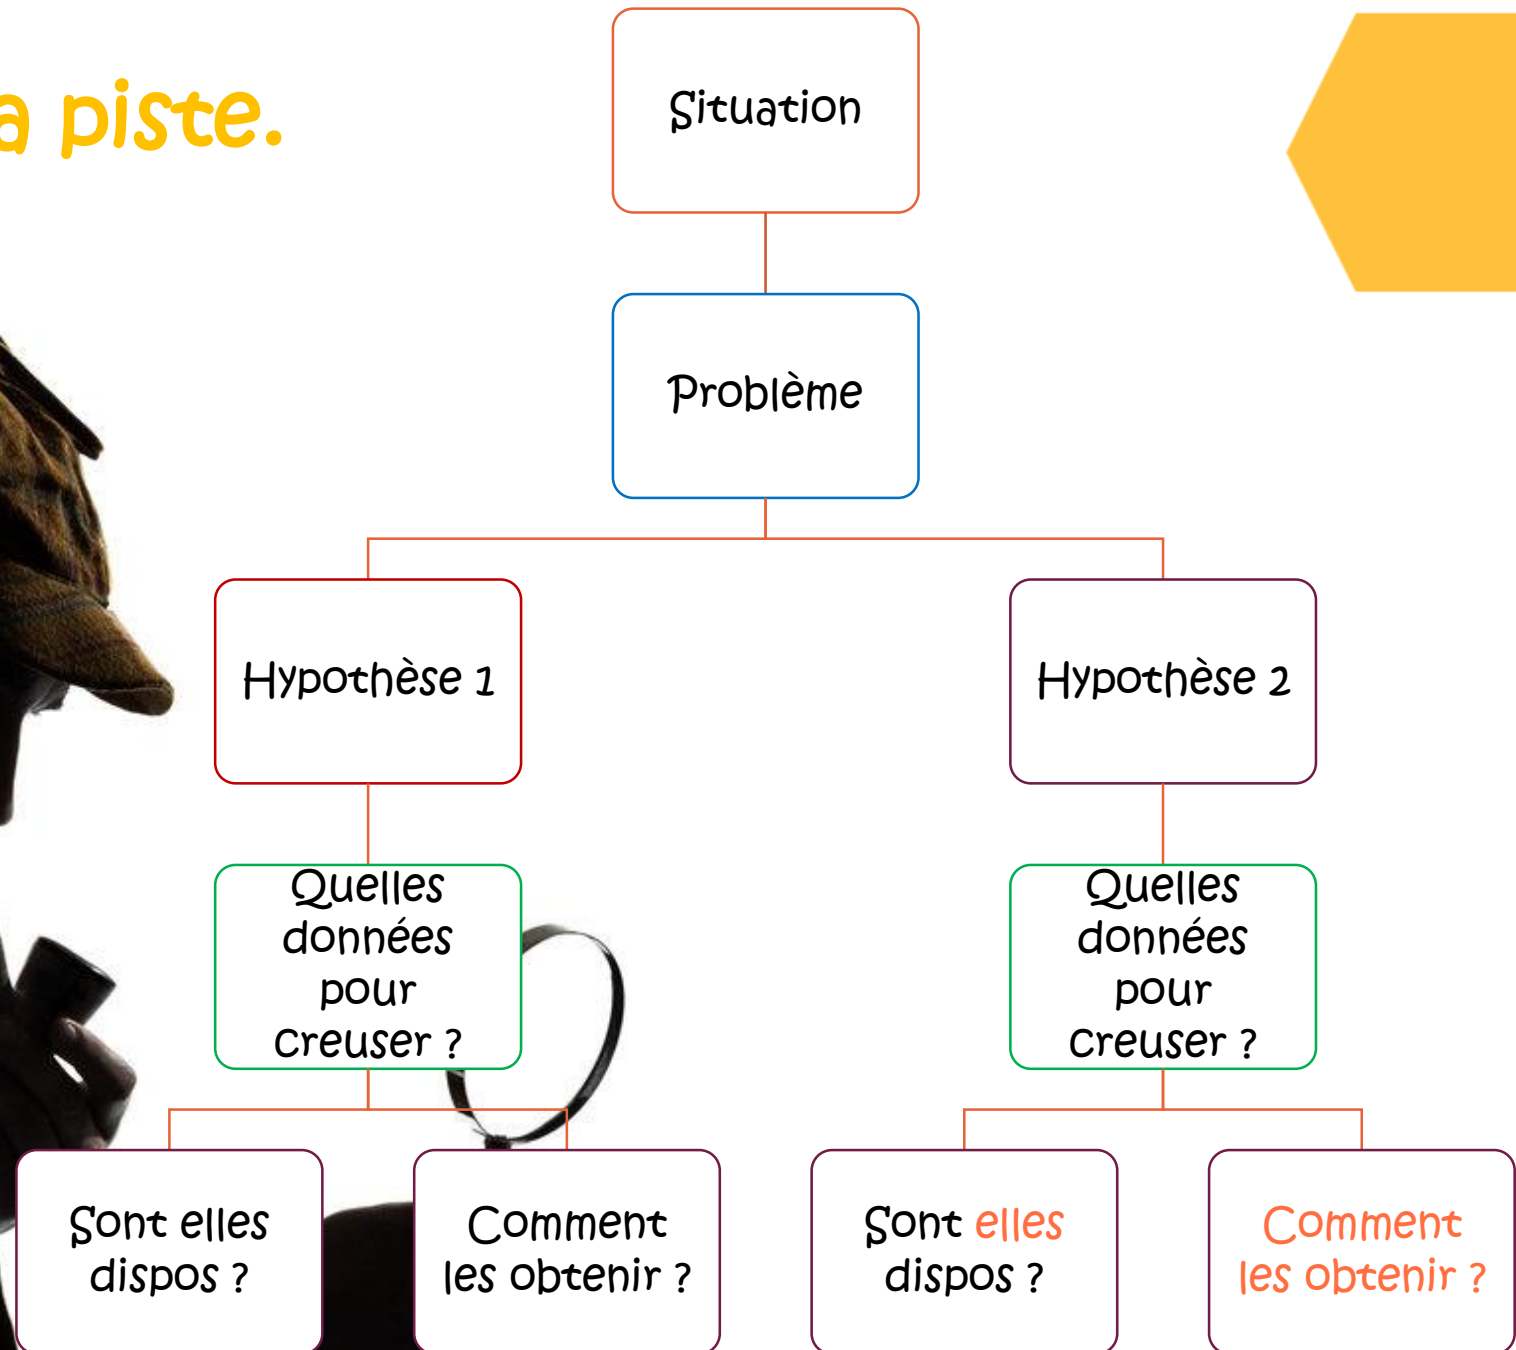 a piste.
Situation
Problème
Hypothèse 1
Hypothèse 2
Quelles
données
pour
creuser ?
Quelles
données
pour
creuser ?
Sont elles
dispos ?
Comment
les obtenir ?
Sont elles
dispos ?
Comment
les obtenir ?